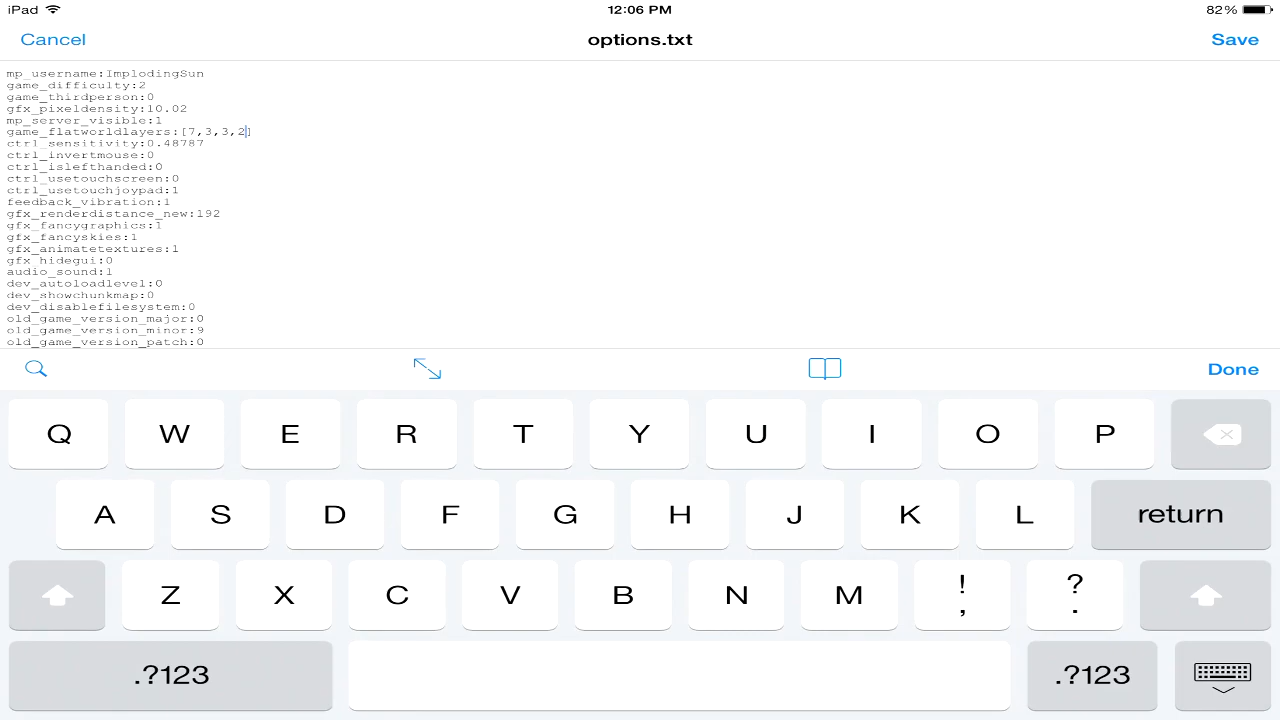 iPad 12:06 PM 82%
Cancel options.txt Save
mp_username:ImplodingSun
game_difficulty:2
game_thirdperson:0
gfx_pixeldensity:10.02
mp_server_visible:1
game_flatworldlayers:[7,3,3,2]
ctrl_sensitivity:0.48787
ctrl_invertmouse:0
ctrl_islefthanded:0
ctrl_usetouchscreen:0
ctrl_usetouchjoypad:1
feedback_vibration:1
gfx_renderdistance_new:192
gfx_fancygraphics:1
gfx_fancyskies:1
gfx_animatetextures:1
gfx_hidegui:0
audio_sound:1
dev_autoloadlevel:0
dev_showchunkmap:0
dev_disablefilesystem:0
old_game_version_major:0
old_game_version_minor:9
old_game_version_patch:0
Done
Q W E R T Y U I O P
A S D F G H J K L return
Z X C V B N M ! , ? .
.?123 .?123